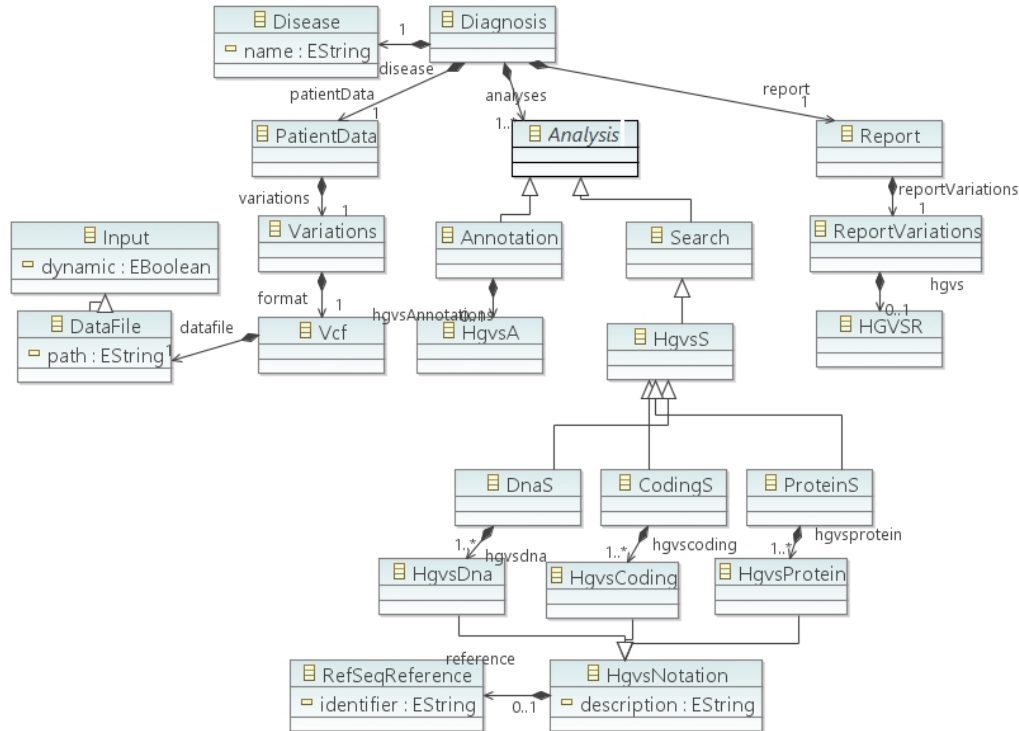 Disease
name : EString
1
disease
Diagnosis
patientData
1
analyses
1..*
report
1
PatientData
Analysis
Report
variations
1
reportVariations
1
Input
dynamic : EBoolean
Variations
Annotation
Search
ReportVariations
format
1
hgvsAnnotations
0..1
hgvs
0..1
DataFile
path : EString
datafile
1
Vcf
HgvsA
HgvsS
HGVSR
DnaS
CodingS
ProteinS
1..*
hgvsdna
1..*
hgvscoding
1..*
hgvsprotein
HgvsDna
HgvsCoding
HgvsProtein
reference
0..1
RefSeqReference
identifier : EString
HgvsNotation
description : EString